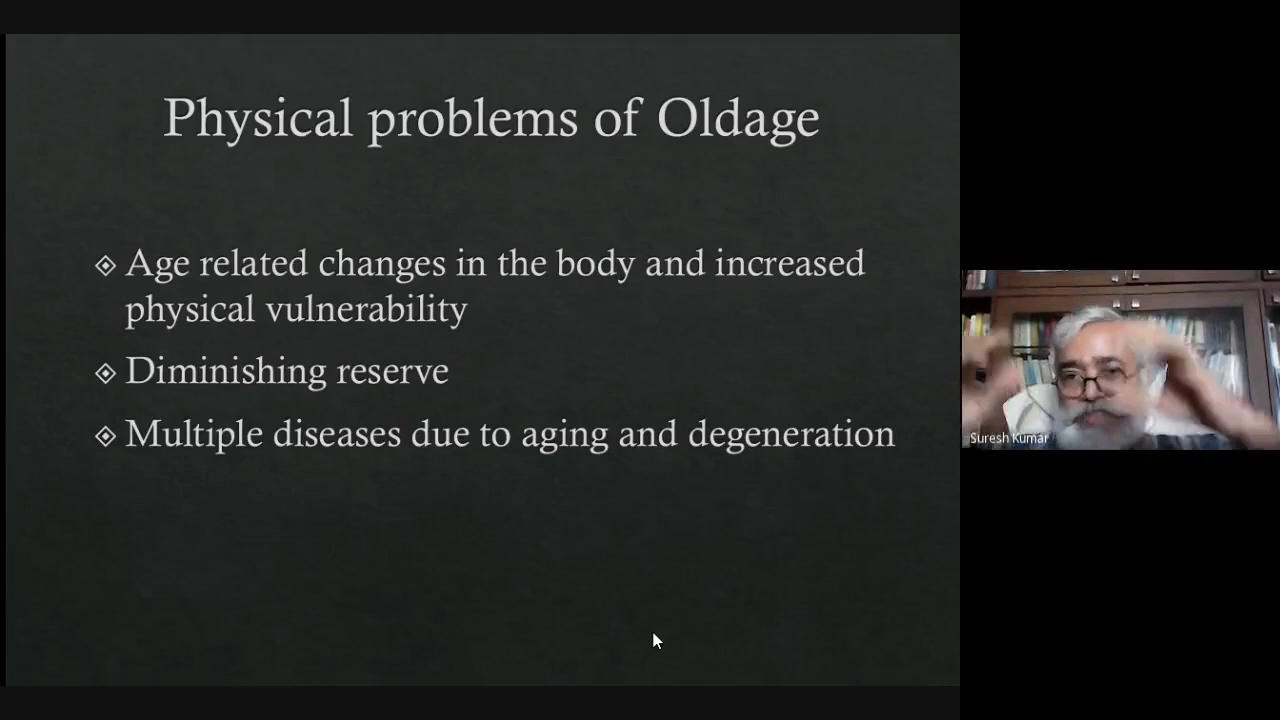 Physical problems of Oldage
Age related changes in the body and increased
physical vulnerability
Diminishing reserve
Multiple diseases due to aging and degeneration
Suresh Kumar